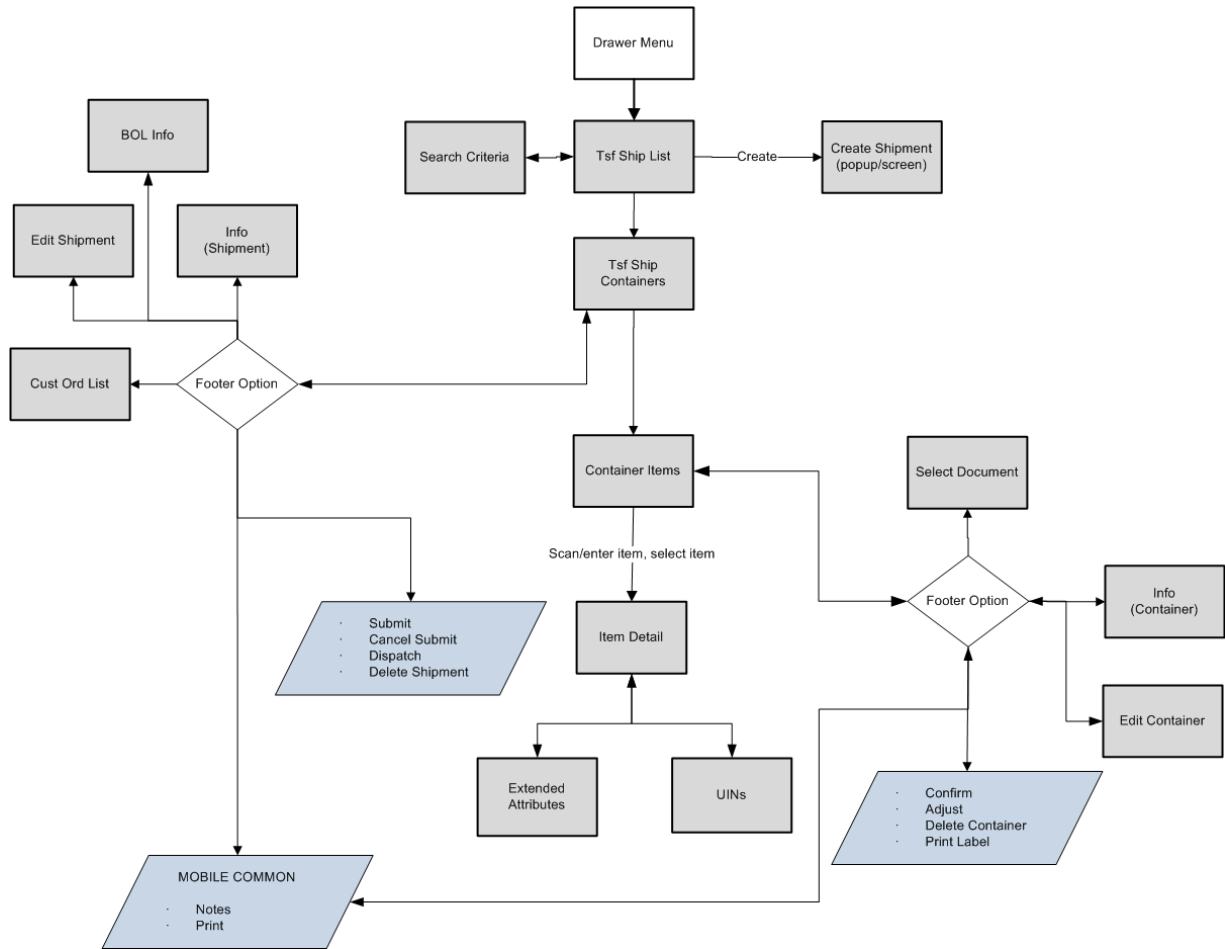 Drawer Menu
BOL Info
Search Criteria
Tsf Ship List
Create
Create Shipment
(popup/screen)
Edit Shipment
Info
(Shipment)
Tsf Ship
Containers
Cust Ord List
Footer Option
Container Items
Select Document
Scan/enter item, select item
Footer Option
Info
(Container)
· Submit
· Cancel Submit
· Dispatch
· Delete Shipment
Item Detail
Edit Container
Extended
Attributes
UINs
· Confirm
· Adjust
· Delete Container
· Print Label
MOBILE COMMON
· Notes
· Print